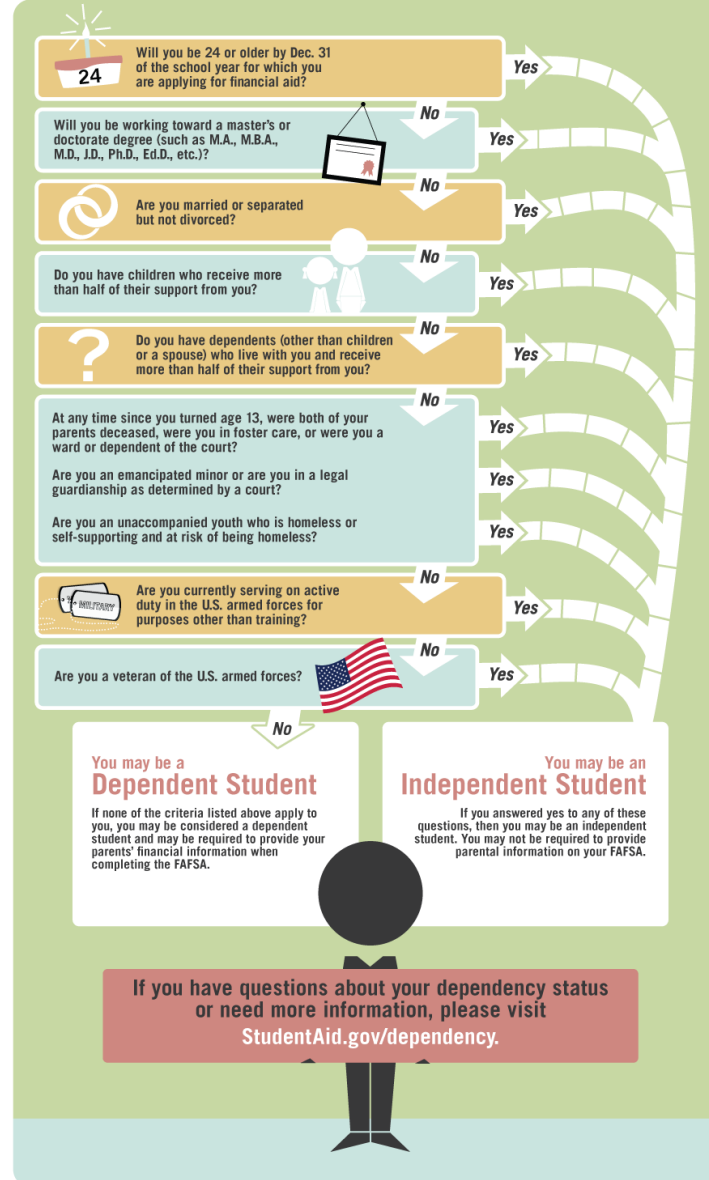 24
Will you be 24 or older by Dec. 31
of the school year for which you
are applying for financial aid?
Yes
No
Will you be working toward a master's or
doctorate degree (such as M.A., M.B.A.,
M.D., J.D., Ph.D., Ed.D., etc.)?
Yes
No
Are you married or separated
but not divorced?
Yes
No
Do you have children who receive more
than half of their support from you?
Yes
No
?
Do you have dependents (other than children
or a spouse) who live with you and receive
more than half of their support from you?
Yes
No
At any time since you turned age 13, were both of your
parents deceased, were you in foster care, or were you a
ward or dependent of the court?
Yes
Are you an emancipated minor or are you in a legal
guardianship as determined by a court?
Yes
Are you an unaccompanied youth who is homeless or
self-supporting and at risk of being homeless?
Yes
No
MILITARY
Are you currently serving on active
duty in the U.S. armed forces for
purposes other than training?
Yes
No
Are you a veteran of the U.S. armed forces?
Yes
No
You may be a
Dependent Student
If none of the criteria listed above apply to
you, you may be considered a dependent
student and may be required to provide your
parents' financial information when
completing the FAFSA.
You may be an
Independent Student
If you answered yes to any of these
questions, then you may be an independent
student. You may not be required to provide
parental information on your FAFSA.
If you have questions about your dependency status
or need more information, please visit
StudentAid.gov/dependency.